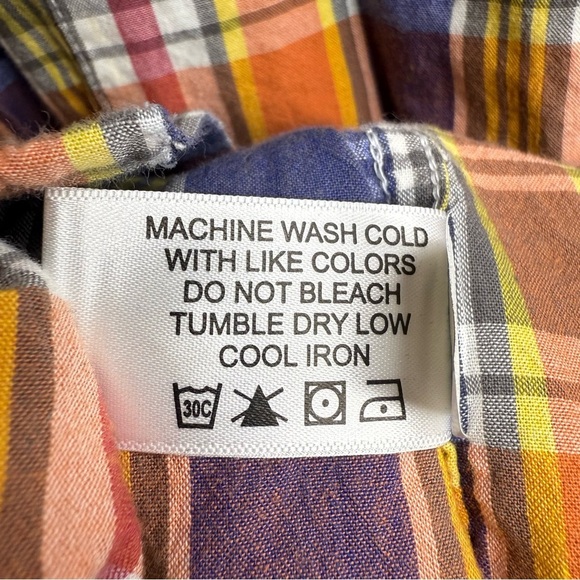 MACHINE WASH COLD
WITH LIKE COLORS
DO NOT BLEACH
TUMBLE DRY LOW
COOL IRON
30C